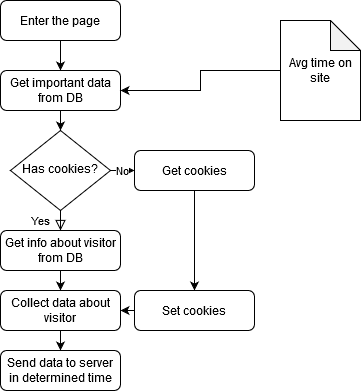 Enter the page
Avg time on
site
Get important data
from DB
Has cookies?
No
Get cookies
Yes
Get info about visitor
from DB
Collect data about
visitor
Set cookies
Send data to server
in determined time